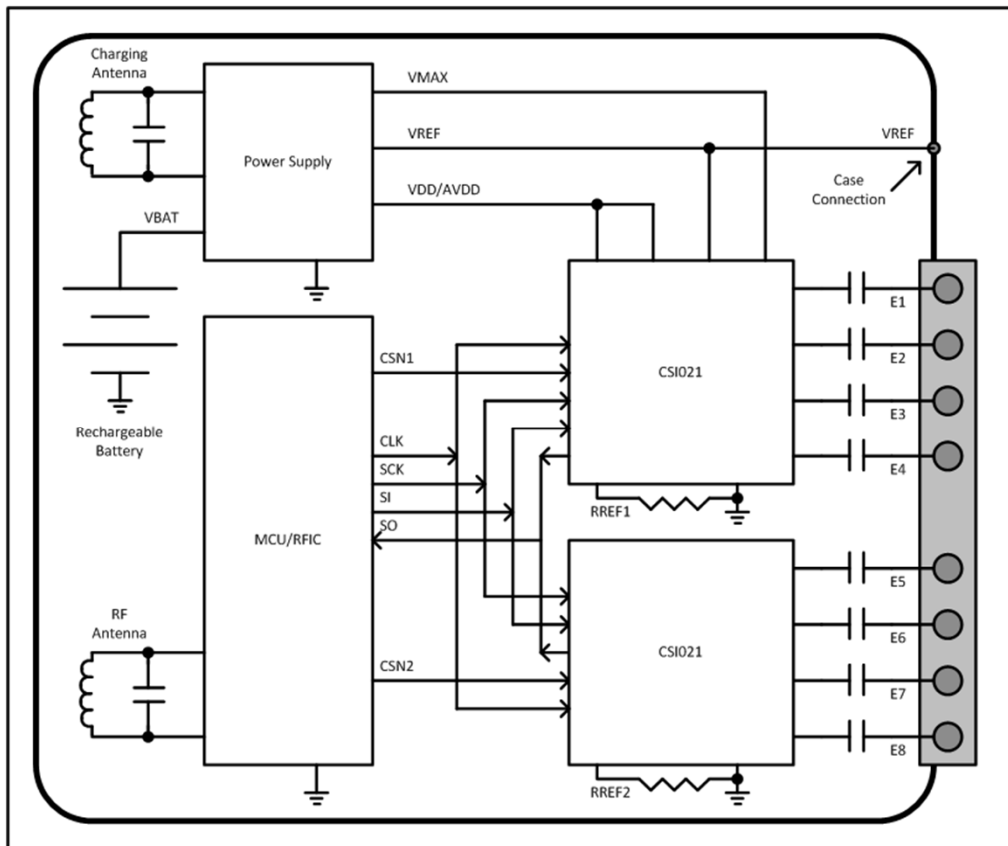 Charging
Antenna
VMAX
VREF
VREF
Power Supply
Case
Connection
VDD/AVDD
VBAT
E1
E2
CSN1
CSI021
E3
Rechargeable
Battery
CLK
E4
SCK
SI
RREF1
SO
MCU/RFIC
E5
RF
Antenna
E6
CSI021
CSN2
E7
E8
RREF2